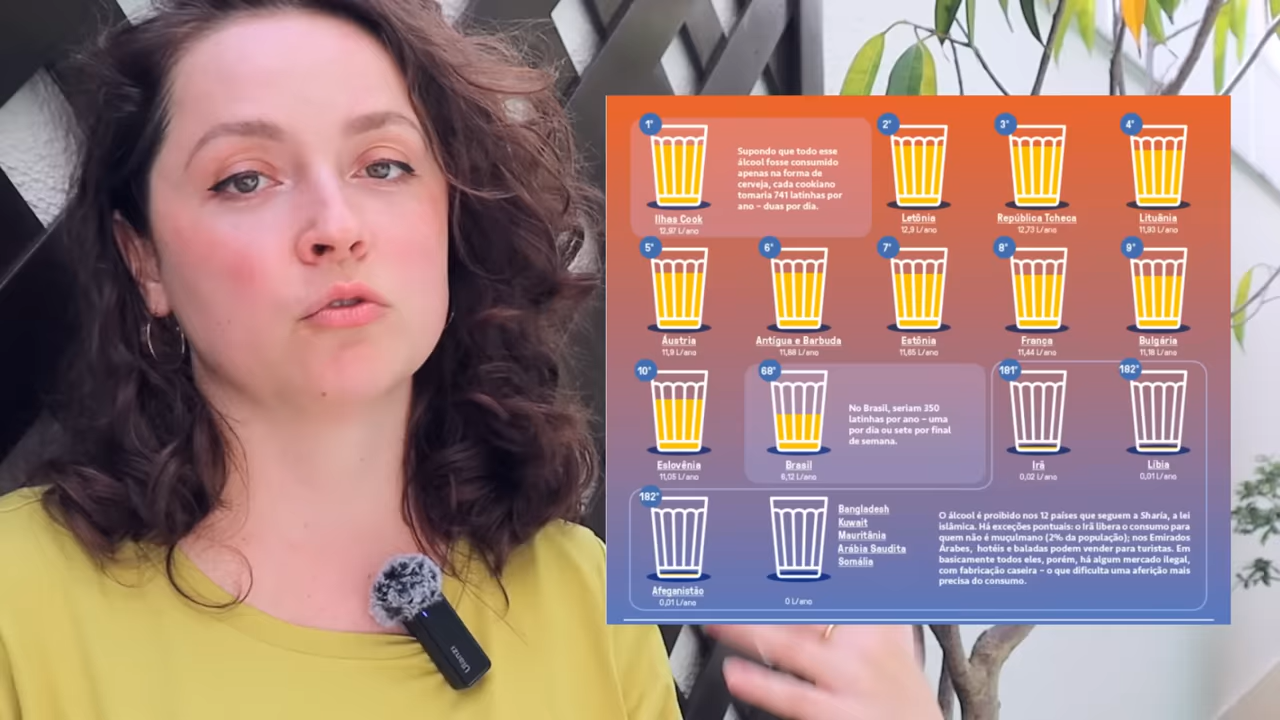 1º
Supondo que todo esse
álcool fosse consumido
apenas na forma de
cerveja, cada cookiano
tomaria 741 latinhas por
ano – duas por dia.
Ilhas Cook
12,97 L/ano
2º
Letônia
12,9 L/ano
3º
República Tcheca
12,73 L/ano
4º
Lituânia
11,93 L/ano
5º
Áustria
11,9 L/ano
6º
Antígua e Barbuda
11,88 L/ano
7º
Estônia
11,65 L/ano
8º
França
11,44 L/ano
9º
Bulgária
11,18 L/ano
10º
Eslovênia
11,05 L/ano
68º
Brasil
6,12 L/ano
No Brasil, seriam 350
latinhas por ano – uma
por dia ou sete por final
de semana.
181º
Irã
0,02 L/ano
182º
Líbia
0,01 L/ano
182º
Afeganistão
0,01 L/ano
Bangladesh
Kuwait
Mauritânia
Arábia Saudita
Somália
0 L/ano
O álcool é proibido nos 12 países que seguem a Sharia, a lei
islâmica. Há exceções pontuais: o Irã libera o consumo para
quem não é muçulmano (2% da população); nos Emirados
Árabes, hotéis e baladas podem vender para turistas. Em
basicamente todos eles, porém, há algum mercado ilegal,
com fabricação caseira – o que dificulta uma aferição mais
precisa do consumo.
Ulanzi